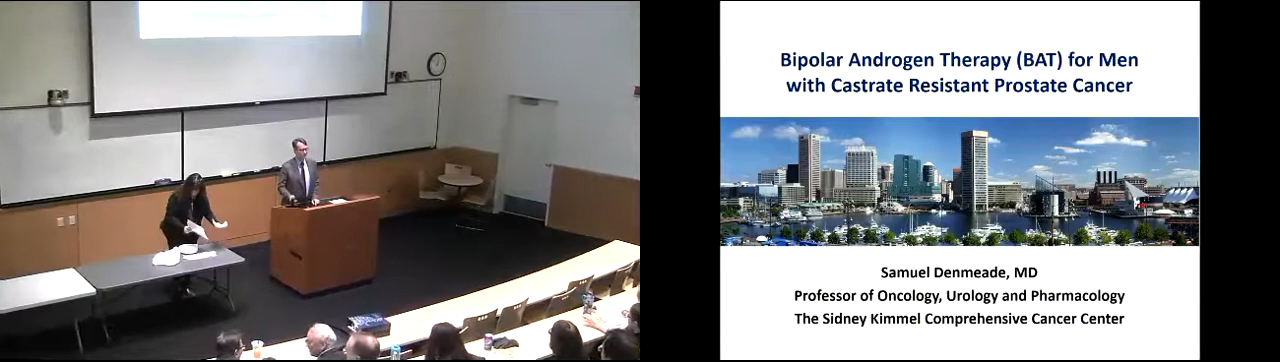 Bipolar Androgen Therapy (BAT) for Men
with Castrate Resistant Prostate Cancer
Samuel Denmeade, MD
Professor of Oncology, Urology and Pharmacology
The Sidney Kimmel Comprehensive Cancer Center